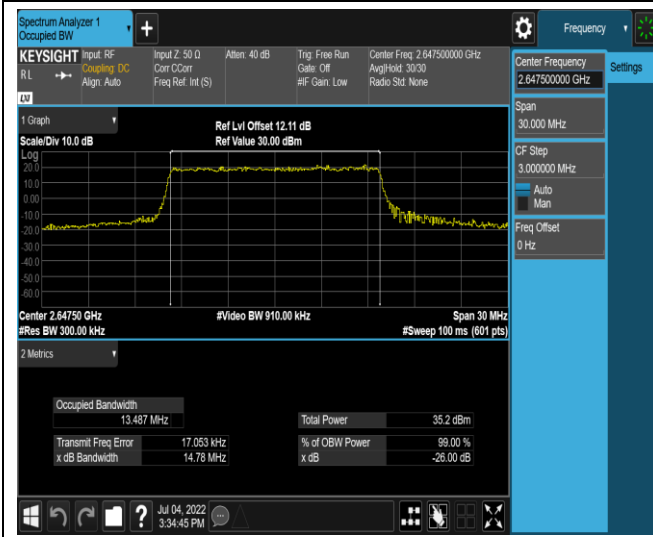 Spectrum Analyzer 1
Occupied BW
Frequency
KEYSIGHT
RL
LXI
Input: RF
Coupling: DC
Align: Auto
Input Z: 50 Ω
Corr CCorr
Freq Ref: Int (S)
Atten: 40 dB
Trig: Free Run
Gate: Off
#IF Gain: Low
Center Freq: 2.647500000 GHz
Avg|Hold: 30/30
Radio Std: None
Center Frequency
2.647500000 GHz
Settings
Span
30.000 MHz
CF Step
3.000000 MHz
Auto
Man
Freq Offset
0 Hz
1 Graph
Scale/Div 10.0 dB
Ref Lvl Offset 12.11 dB
Ref Value 30.00 dBm
Log
20.0
10.0
0.00
-10.0
-20.0
-30.0
-40.0
-50.0
-60.0
Center 2.64750 GHz
#Video BW 910.00 kHz
Span 30 MHz
#Res BW 300.00 kHz
#Sweep 100 ms (601 pts)
2 Metrics
Occupied Bandwidth
13.487 MHz
Total Power 35.2 dBm
Transmit Freq Error 17.053 kHz
% of OBW Power 99.00 %
x dB Bandwidth 14.78 MHz
x dB -26.00 dB
?
Jul 04, 2022
3:34:45 PM